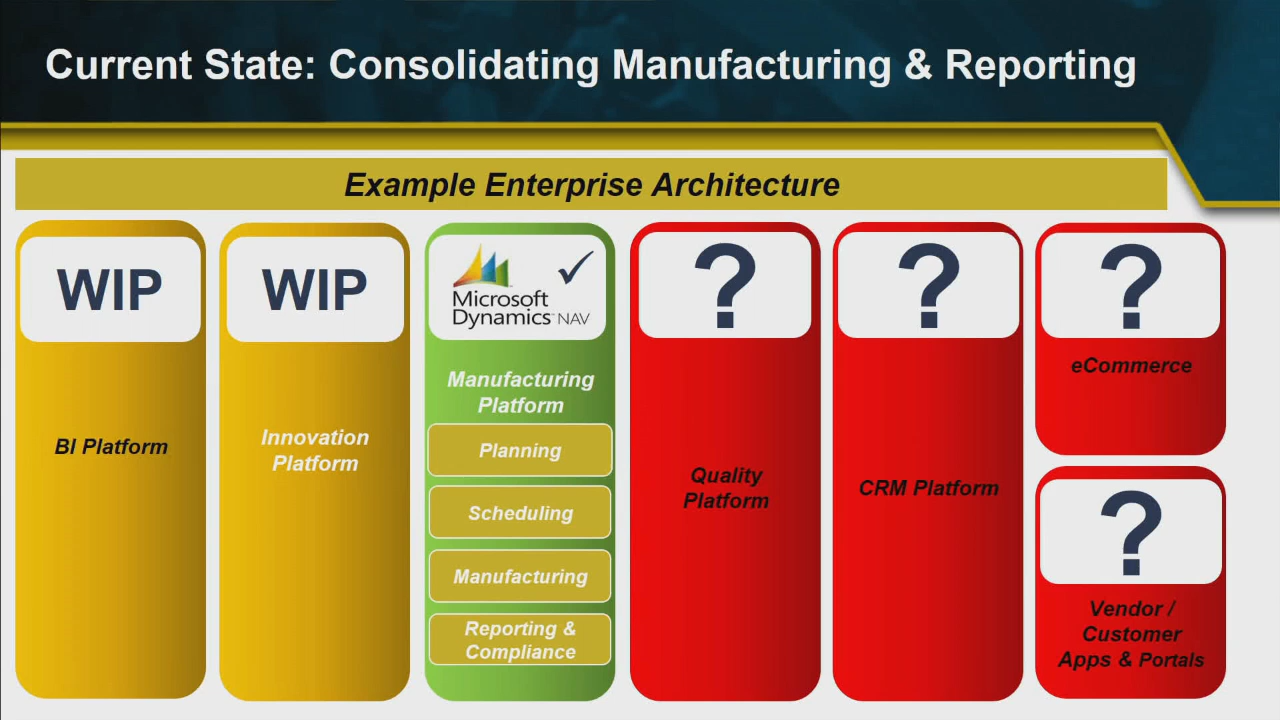 Current State: Consolidating Manufacturing & Reporting
Example Enterprise Architecture
WIP
BI Platform
WIP
Innovation
Platform
Microsoft
Dynamics NAV
Manufacturing
Platform
Planning
Scheduling
Manufacturing
Reporting &
Compliance
?
Quality
Platform
?
CRM Platform
?
eCommerce
?
Vendor /
Customer
Apps & Portals